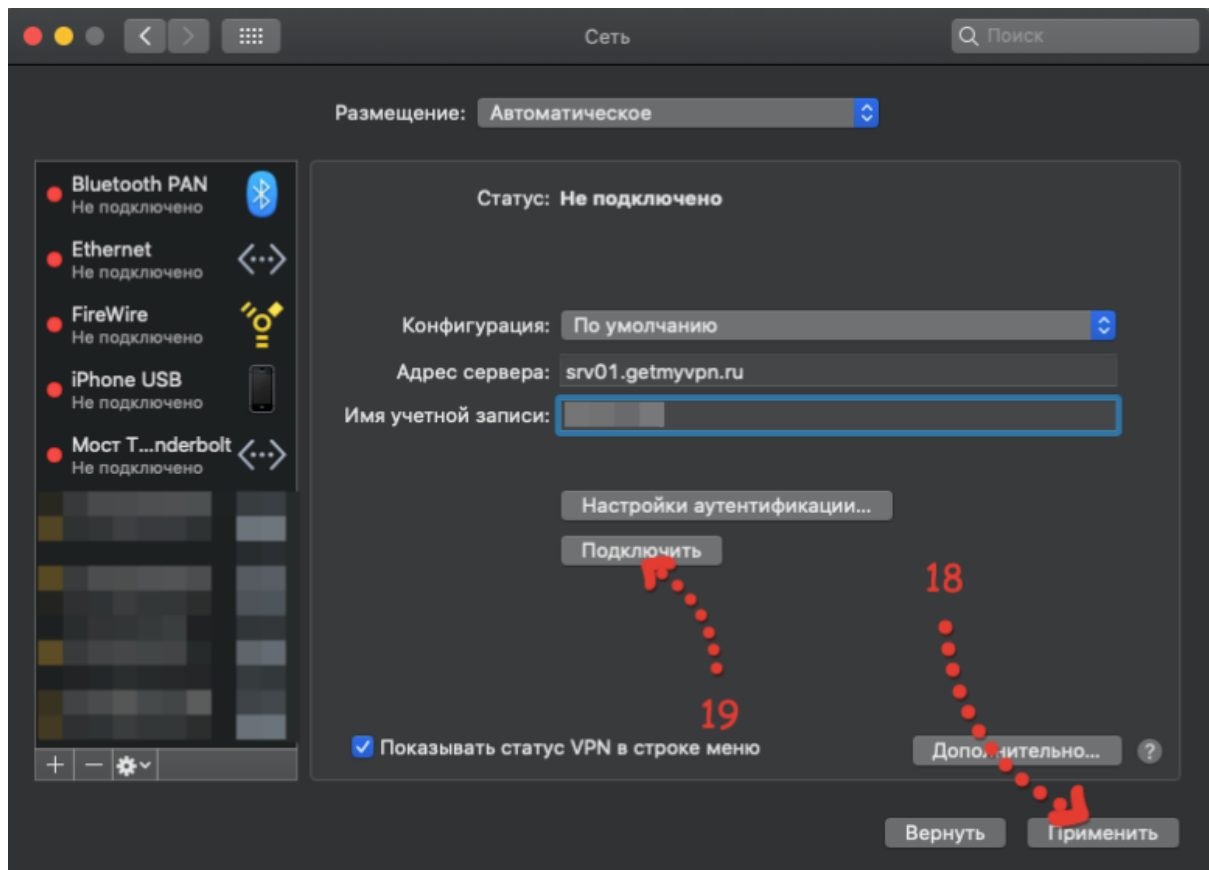 Сеть
Поиск
Размещение: Автоматическое
Bluetooth PAN
Не подключено
Ethernet
Не подключено
FireWire
Не подключено
iPhone USB
Не подключено
Мост T...nderbolt
Не подключено
Статус: Не подключено
Конфигурация: По умолчанию
Адрес сервера: srv01.getmyvpn.ru
Имя учетной записи:
Настройки аутентификации...
Подключить
18
19
Показывать статус VPN в строке меню
Дополнительно... ?
Вернуть Применить